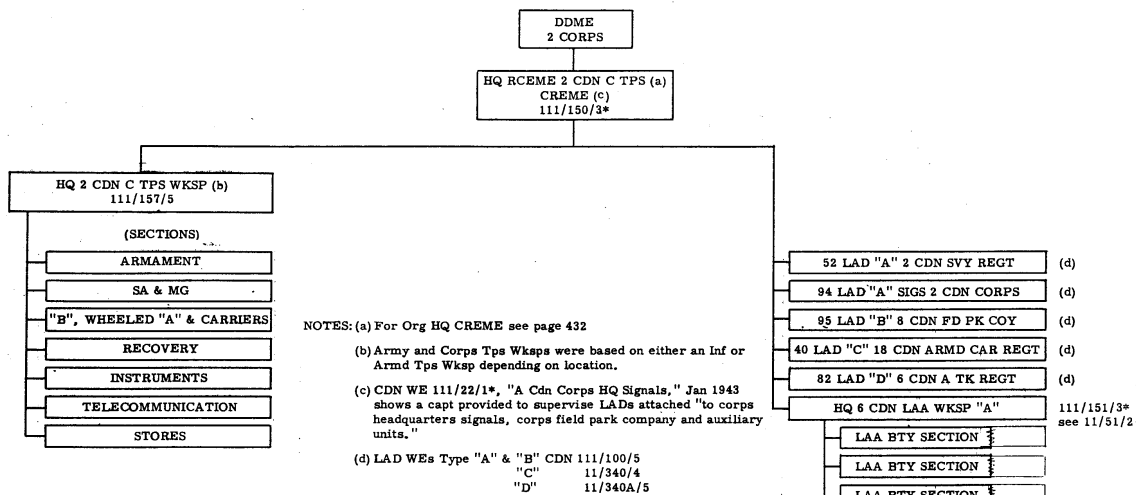 DDME
2 CORPS
HQ RCEME 2 CDN C TPS (a)
CREME (c)
111/150/3*
HQ 2 CDN C TPS WKSP (b)
111/157/5
(SECTIONS)
ARMAMENT
SA & MG
"B", WHEELED "A" & CARRIERS
RECOVERY
INSTRUMENTS
TELECOMMUNICATION
STORES
NOTES: (a) For Org HQ CREME see page 432
(b) Army and Corps Tps Wksps were based on either an Inf or
Armd Tps Wksp depending on location.
(c) CDN WE 111/22/1*, "A Cdn Corps HQ Signals," Jan 1943
shows a capt provided to supervise LADs attached "to corps
headquarters signals, corps field park company and auxiliary
units."
(d) LAD WEs Type "A" & "B" CDN 111/100/5
"C" 11/340/4
"D" 11/340A/5
52 LAD "A" 2 CDN SVY REGT (d)
94 LAD "A" SIGS 2 CDN CORPS (d)
95 LAD "B" 8 CDN FD PK COY (d)
40 LAD "C" 18 CDN ARMD CAR REGT (d)
82 LAD "D" 6 CDN A TK REGT (d)
HQ 6 CDN LAA WKSP "A" 111/151/3*
see 11/51/2
LAA BTY SECTION
LAA BTY SECTION
LAA BTY SECTION